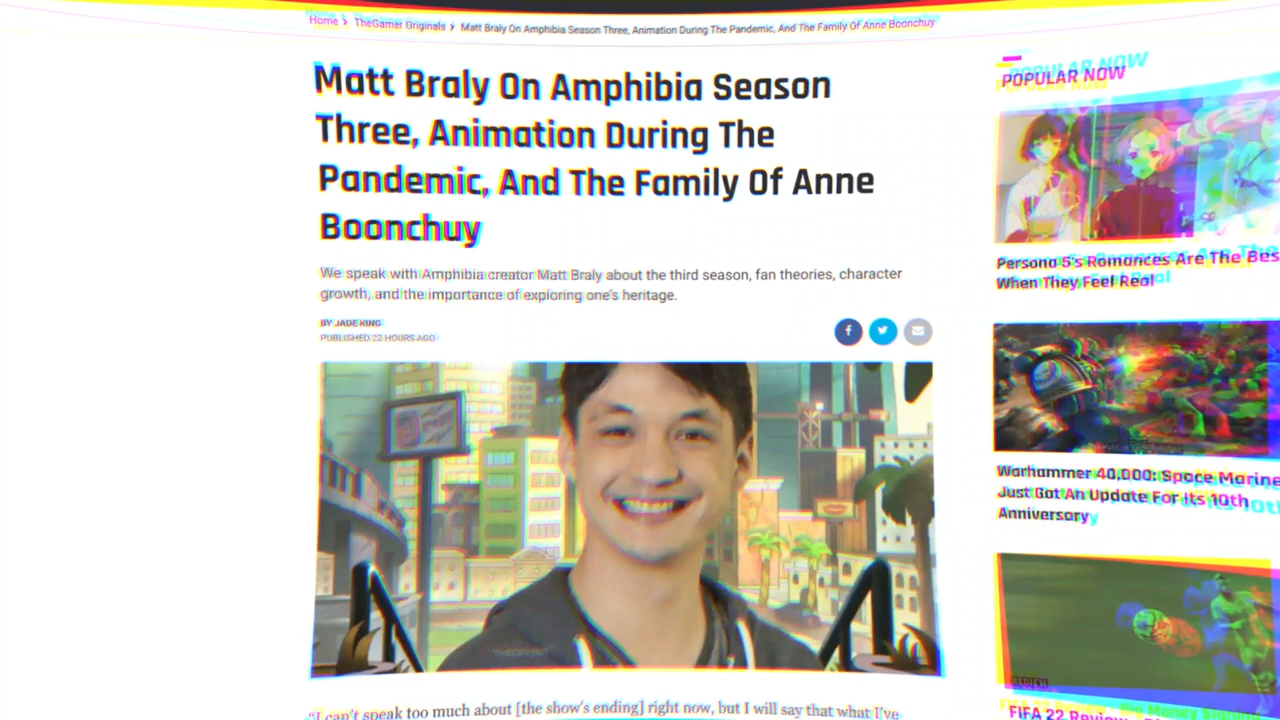 Home > TheGamer Originals > Matt Braly On Amphibia Season Three, Animation During The Pandemic, And The Family Of Anne Boonchuy
Matt Braly On Amphibia Season
Three, Animation During The
Pandemic, And The Family Of Anne
Boonchuy
We speak with Amphibia creator Matt Braly about the third season, fan theories, character
growth, and the importance of exploring one's heritage.
BY JADE KING
PUBLISHED 22 HOURS AGO
THEGAMER
"I can't speak too much about [the show's ending] right now, but I will say that what I've
POPULAR NOW
Persona 5's Romances Are The Bes
When They Feel Real
Warhammer 40,000: Space Marine
Just Got An Update For Its 10th
Anniversary
REVIEW
FIFA 22 Review